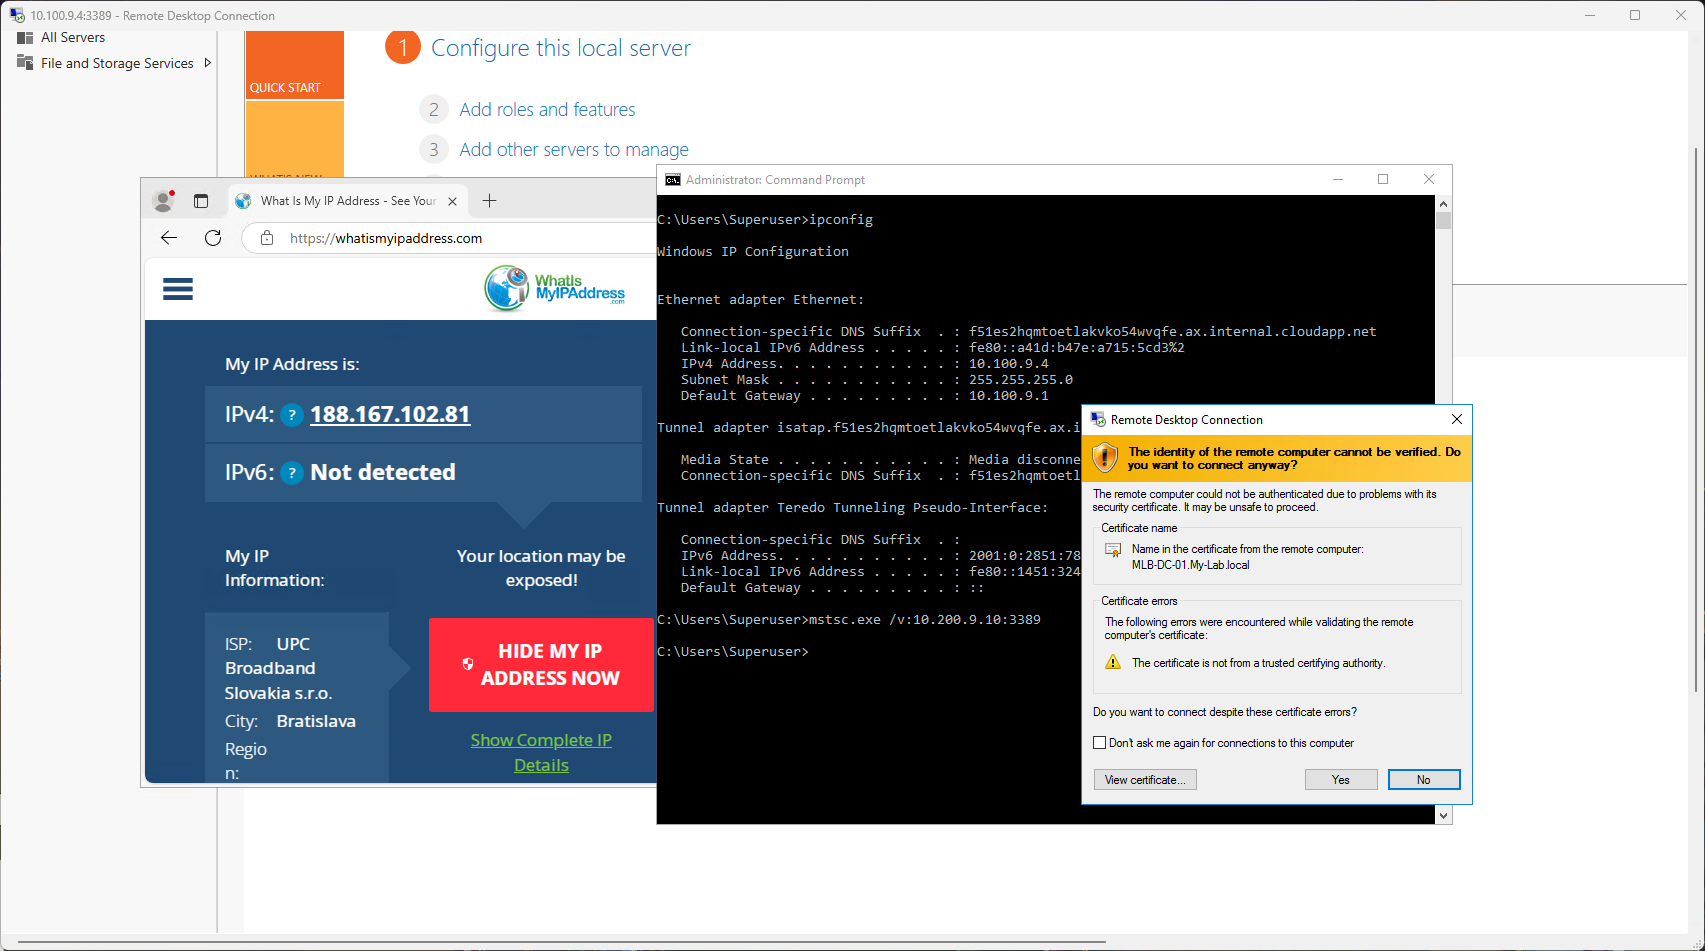 10.100.9.4:3389 - Remote Desktop Connection
All Servers
File and Storage Services
QUICK START
WHAT'S NEW
1 Configure this local server
2 Add roles and features
3 Add other servers to manage
What Is My IP Address - See Your
https://whatismyipaddress.com
WhatIs
MyIPAddress
.com
My IP Address is:
IPv4: ? 188.167.102.81
IPv6: ? Not detected
My IP
Information:
Your location may be
exposed!
ISP: UPC
Broadband
Slovakia s.r.o.
City: Bratislava
Regio
n:
HIDE MY IP
ADDRESS NOW
Show Complete IP
Details
Administrator: Command Prompt
C:\Users\Superuser>ipconfig
Windows IP Configuration
Ethernet adapter Ethernet:
Connection-specific DNS Suffix  . : f51es2hqmtoetlakvko54wvqfe.ax.internal.cloudapp.net
Link-local IPv6 Address . . . . . : fe80::a41d:b47e:a715:5cd3%2
IPv4 Address. . . . . . . . . . . : 10.100.9.4
Subnet Mask . . . . . . . . . . . : 255.255.255.0
Default Gateway . . . . . . . . . : 10.100.9.1
Tunnel adapter isatap.f51es2hqmtoetlakvko54wvqfe.ax.i
Media State . . . . . . . . . . . : Media disconne
Connection-specific DNS Suffix  . : f51es2hqmtoetl
Tunnel adapter Teredo Tunneling Pseudo-Interface:
Connection-specific DNS Suffix  . :
IPv6 Address. . . . . . . . . . . : 2001:0:2851:78
Link-local IPv6 Address . . . . . : fe80::1451:324
Default Gateway . . . . . . . . . : ::
C:\Users\Superuser>mstsc.exe /v:10.200.9.10:3389
C:\Users\Superuser>
Remote Desktop Connection
The identity of the remote computer cannot be verified. Do
you want to connect anyway?
The remote computer could not be authenticated due to problems with its
security certificate. It may be unsafe to proceed.
Certificate name
Name in the certificate from the remote computer:
MLB-DC-01.My-Lab.local
Certificate errors
The following errors were encountered while validating the remote
computer's certificate:
The certificate is not from a trusted certifying authority.
Do you want to connect despite these certificate errors?
Don't ask me again for connections to this computer
View certificate...
Yes
No